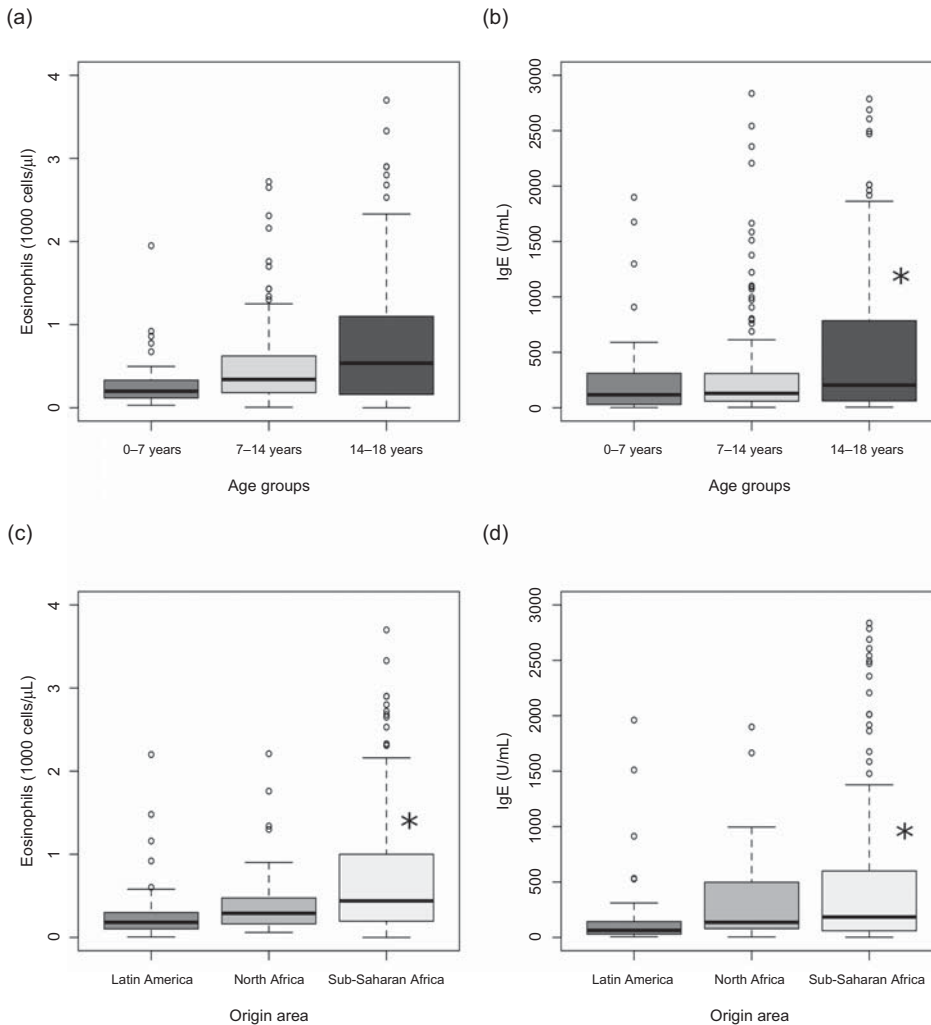 (a)
(b)
Eosinophils (1000 cells/µl)
4
3
2
1
0
0–7 years 7–14 years 14–18 years
Age groups
IgE (U/mL)
3000
2500
2000
1500
1000
500
0
*
0–7 years 7–14 years 14–18 years
Age groups
(c)
(d)
Eosinophils (1000 cells/µL)
4
3
2
1
0
*
Latin America North Africa Sub-Saharan Africa
Origin area
IgE (U/mL)
3000
2500
2000
1500
1000
500
0
*
Latin America North Africa Sub-Saharan Africa
Origin area